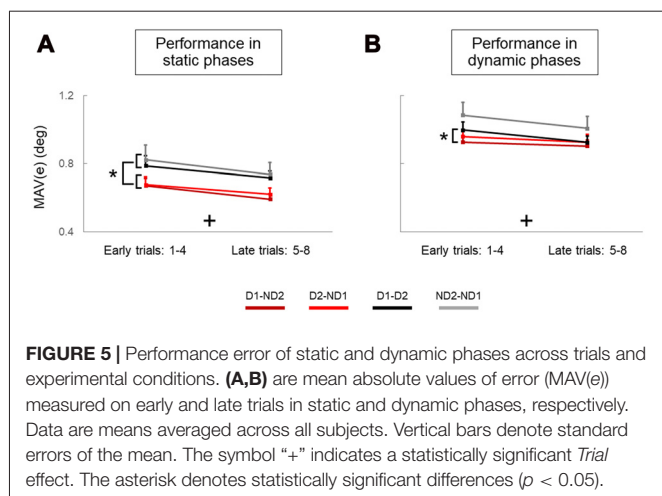 A
Performance in
static phases
B
Performance in
dynamic phases
MAV(e) (deg)
1.2
0.8
0.4
*
+
*
+
Early trials: 1-4
Late trials: 5-8
Early trials: 1-4
Late trials: 5-8
D1-ND2
D2-ND1
D1-D2
ND2-ND1
FIGURE 5 | Performance error of static and dynamic phases across trials and
experimental conditions. (A,B) are mean absolute values of error (MAV(e))
measured on early and late trials in static and dynamic phases, respectively.
Data are means averaged across all subjects. Vertical bars denote standard
errors of the mean. The symbol “+” indicates a statistically significant Trial
effect. The asterisk denotes statistically significant differences (p < 0.05).